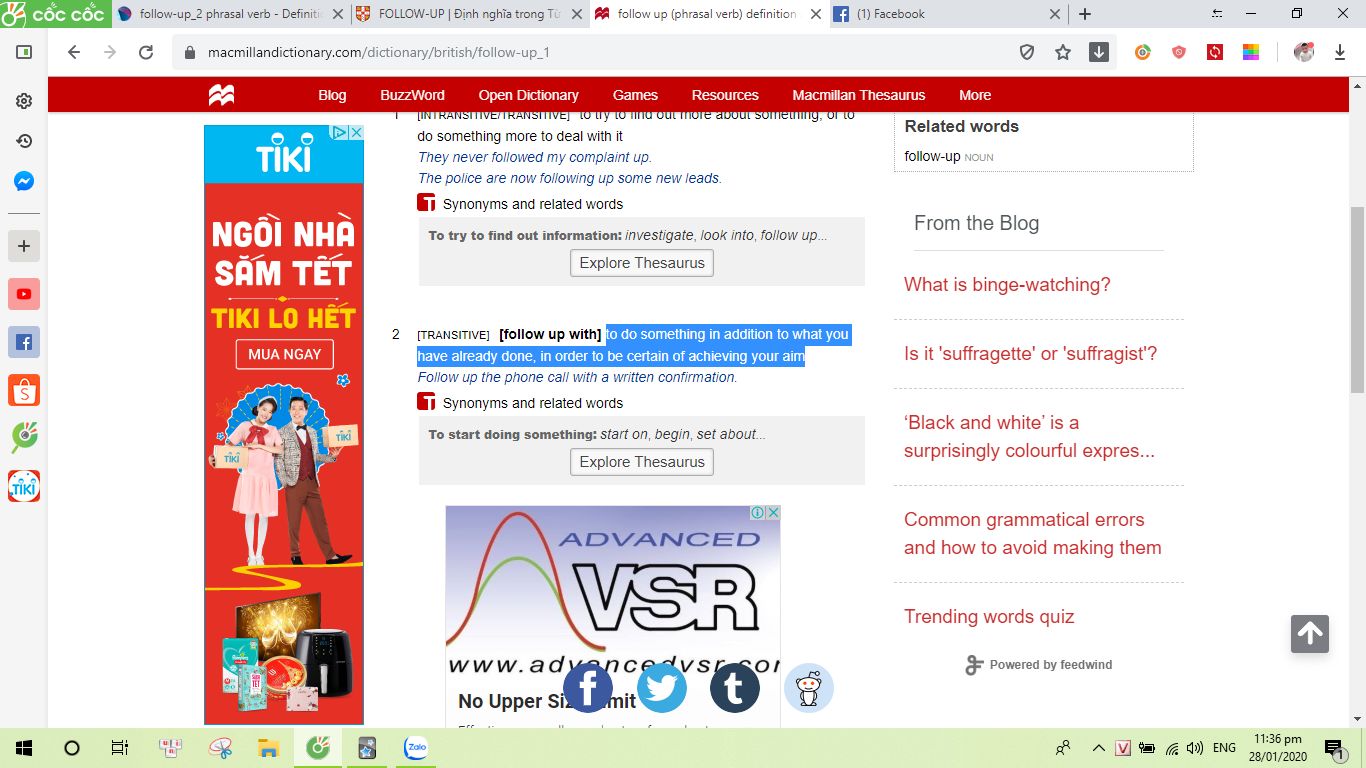 cốc cốc
follow-up_2 phrasal verb - Definiti
FOLLOW-UP | Định nghĩa trong Từ
follow up (phrasal verb) definition
(1) Facebook
macmillandictionary.com/dictionary/british/follow-up_1
Blog
BuzzWord
Open Dictionary
Games
Resources
Macmillan Thesaurus
More
1 [INTRANSITIVE/TRANSITIVE] to try to find out more about something, or to
do something more to deal with it
They never followed my complaint up.
The police are now following up some new leads.
T Synonyms and related words
To try to find out information: investigate, look into, follow up...
Explore Thesaurus
2 [TRANSITIVE] [follow up with] to do something in addition to what you
have already done, in order to be certain of achieving your aim
Follow up the phone call with a written confirmation.
T Synonyms and related words
To start doing something: start on, begin, set about...
Explore Thesaurus
TIKI
NGỒI NHÀ
SẮM TẾT
TIKI LO HẾT
MUA NGAY
TIKI
TIKI
TIKI
ADVANCED
VSR
www.advancedvsr.com
No Upper Size Limit
Related words
follow-up NOUN
From the Blog
What is binge-watching?
Is it 'suffragette' or 'suffragist'?
‘Black and white’ is a
surprisingly colourful expres...
Common grammatical errors
and how to avoid making them
Trending words quiz
Powered by feedwind
Zalo
V
ENG
11:36 pm
28/01/2020
1